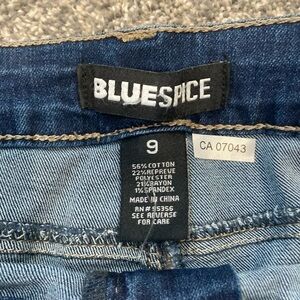 BLUESPICE
9
CA 07043
56% COTTON
22% REPREVE
POLYESTER
21% RAYON
1% SPANDEX
MADE IN CHINA
RN# 55356
SEE REVERSE
FOR CARE